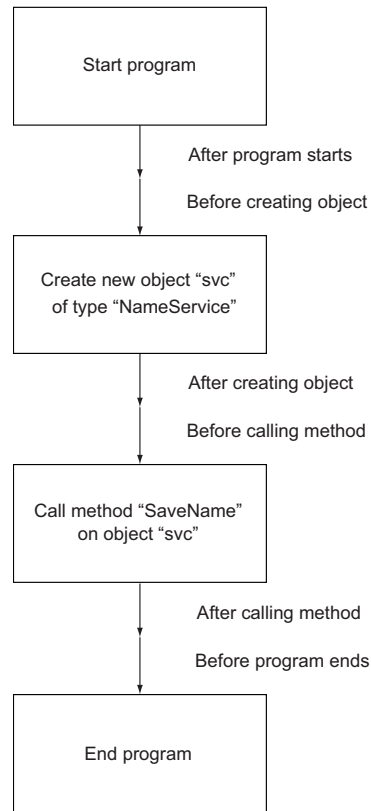 Start program
After program starts
Before creating object
Create new object “svc”
of type “NameService”
After creating object
Before calling method
Call method “SaveName”
on object “svc”
After calling method
Before program ends
End program